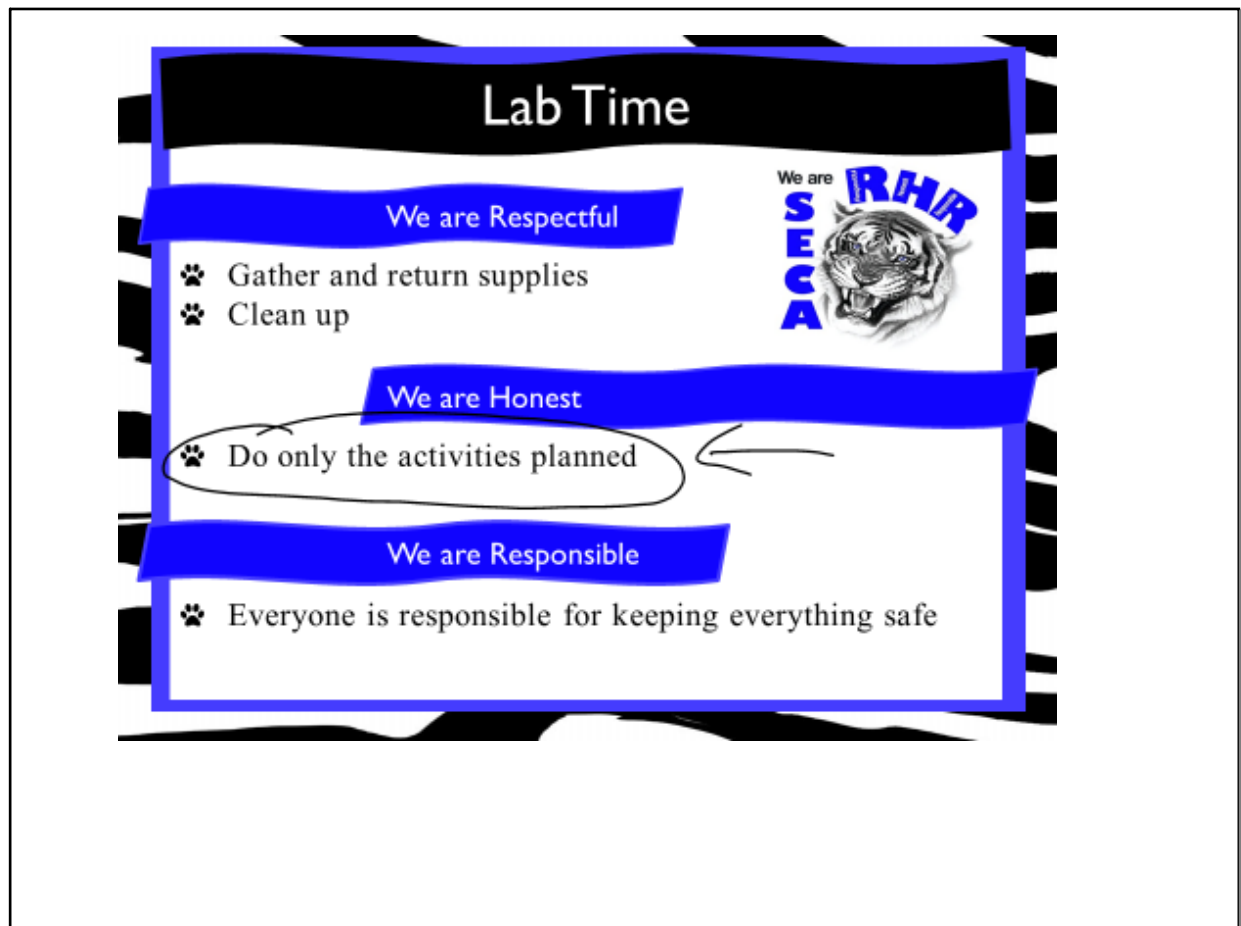 Lab Time
We are RHR
SECA
We are Respectful
Gather and return supplies
Clean up
We are Honest
Do only the activities planned
We are Responsible
Everyone is responsible for keeping everything safe